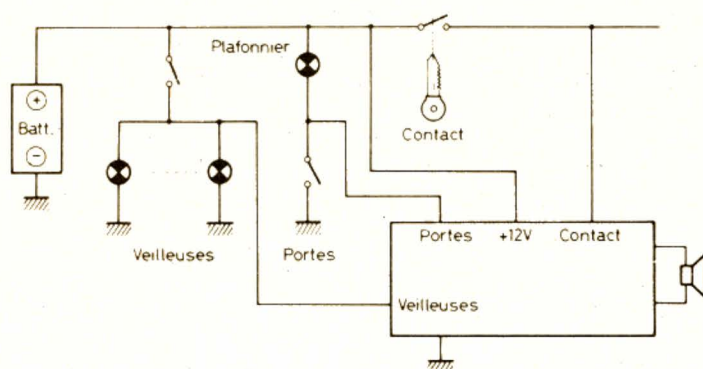 Plafonnier
+
Batt.
−
Contact
Veilleuses
Portes
Portes +12V Contact
Veilleuses